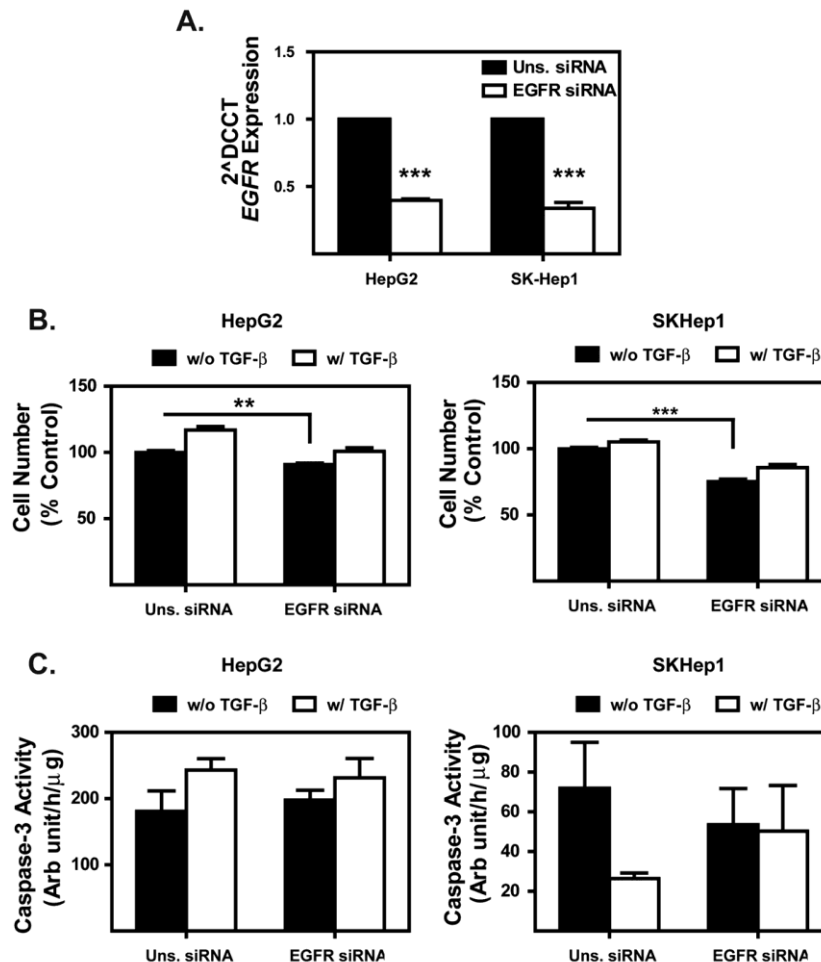 A.
2^DCCT
EGFR Expression
1.5
1.0
0.5
Uns. siRNA
EGFR siRNA
***
***
HepG2
SK-Hep1
B.
HepG2
w/o TGF-β
w/ TGF-β
Cell Number
(% Control)
150
100
50
**
Uns. siRNA
EGFR siRNA
SKHep1
w/o TGF-β
w/ TGF-β
Cell Number
(% Control)
150
100
50
***
Uns. siRNA
EGFR siRNA
C.
HepG2
w/o TGF-β
w/ TGF-β
Caspase-3 Activity
(Arb unit/h/μg)
300
200
100
Uns. siRNA
EGFR siRNA
SKHep1
w/o TGF-β
w/ TGF-β
Caspase-3 Activity
(Arb unit/h/μg)
100
80
60
40
20
Uns. siRNA
EGFR siRNA